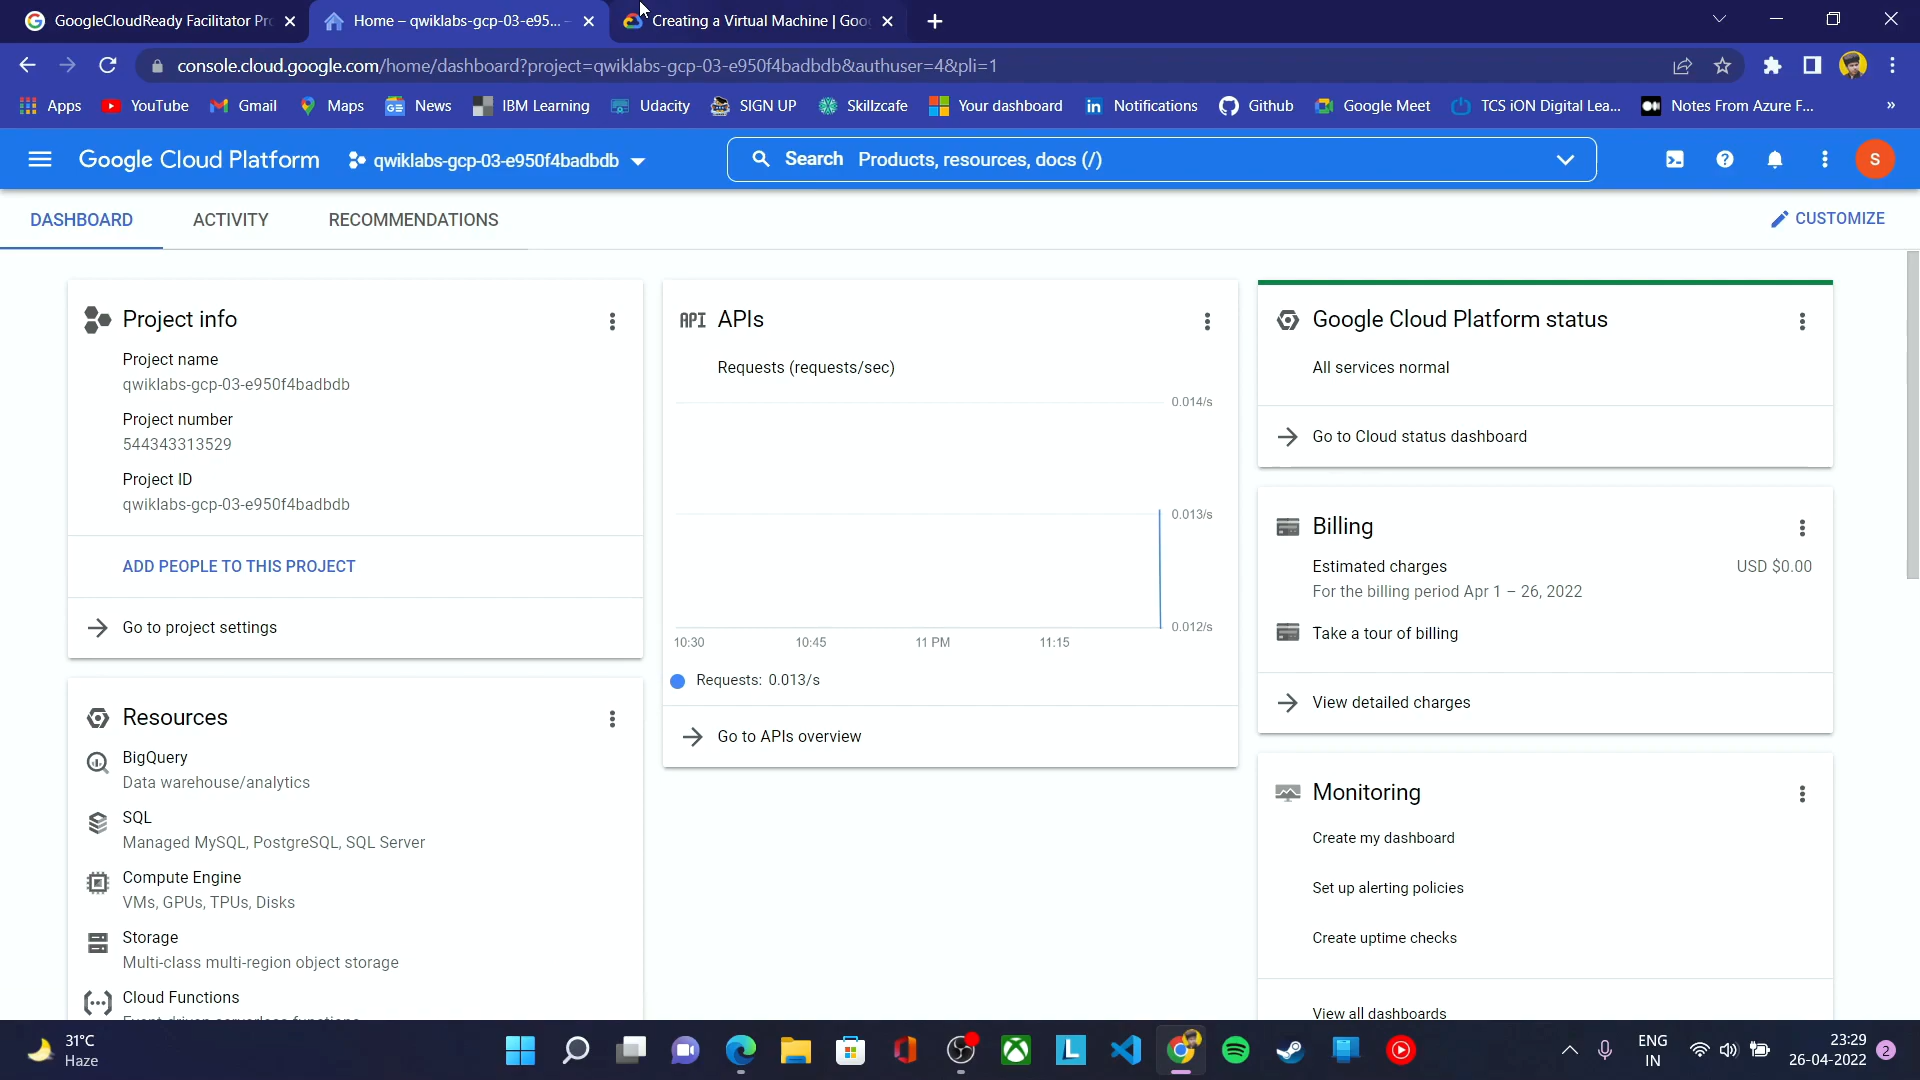 GoogleCloudReady Facilitator Pro
Home – qwiklabs-gcp-03-e95...
Creating a Virtual Machine | Goo
console.cloud.google.com/home/dashboard?project=qwiklabs-gcp-03-e950f4badbdb&authuser=4&pli=1
Apps
YouTube
Gmail
Maps
News
IBM Learning
Udacity
SIGN UP
Skillzcafe
Your dashboard
Notifications
Github
Google Meet
TCS iON Digital Lea...
Notes From Azure F...
»
Google Cloud Platform
qwiklabs-gcp-03-e950f4badbdb
Search Products, resources, docs (/)
S
DASHBOARD
ACTIVITY
RECOMMENDATIONS
CUSTOMIZE
Project info
Project name
qwiklabs-gcp-03-e950f4badbdb
Project number
544343313529
Project ID
qwiklabs-gcp-03-e950f4badbdb
ADD PEOPLE TO THIS PROJECT
Go to project settings
Resources
BigQuery
Data warehouse/analytics
SQL
Managed MySQL, PostgreSQL, SQL Server
Compute Engine
VMs, GPUs, TPUs, Disks
Storage
Multi-class multi-region object storage
Cloud Functions
API APIs
Requests (requests/sec)
0.014/s
0.013/s
0.012/s
10:30
10:45
11 PM
11:15
Requests: 0.013/s
Go to APIs overview
Google Cloud Platform status
All services normal
Go to Cloud status dashboard
Billing
Estimated charges
USD $0.00
For the billing period Apr 1 – 26, 2022
Take a tour of billing
View detailed charges
Monitoring
Create my dashboard
Set up alerting policies
Create uptime checks
View all dashboards
31°C
Haze
ENG
IN
23:29
26-04-2022
2